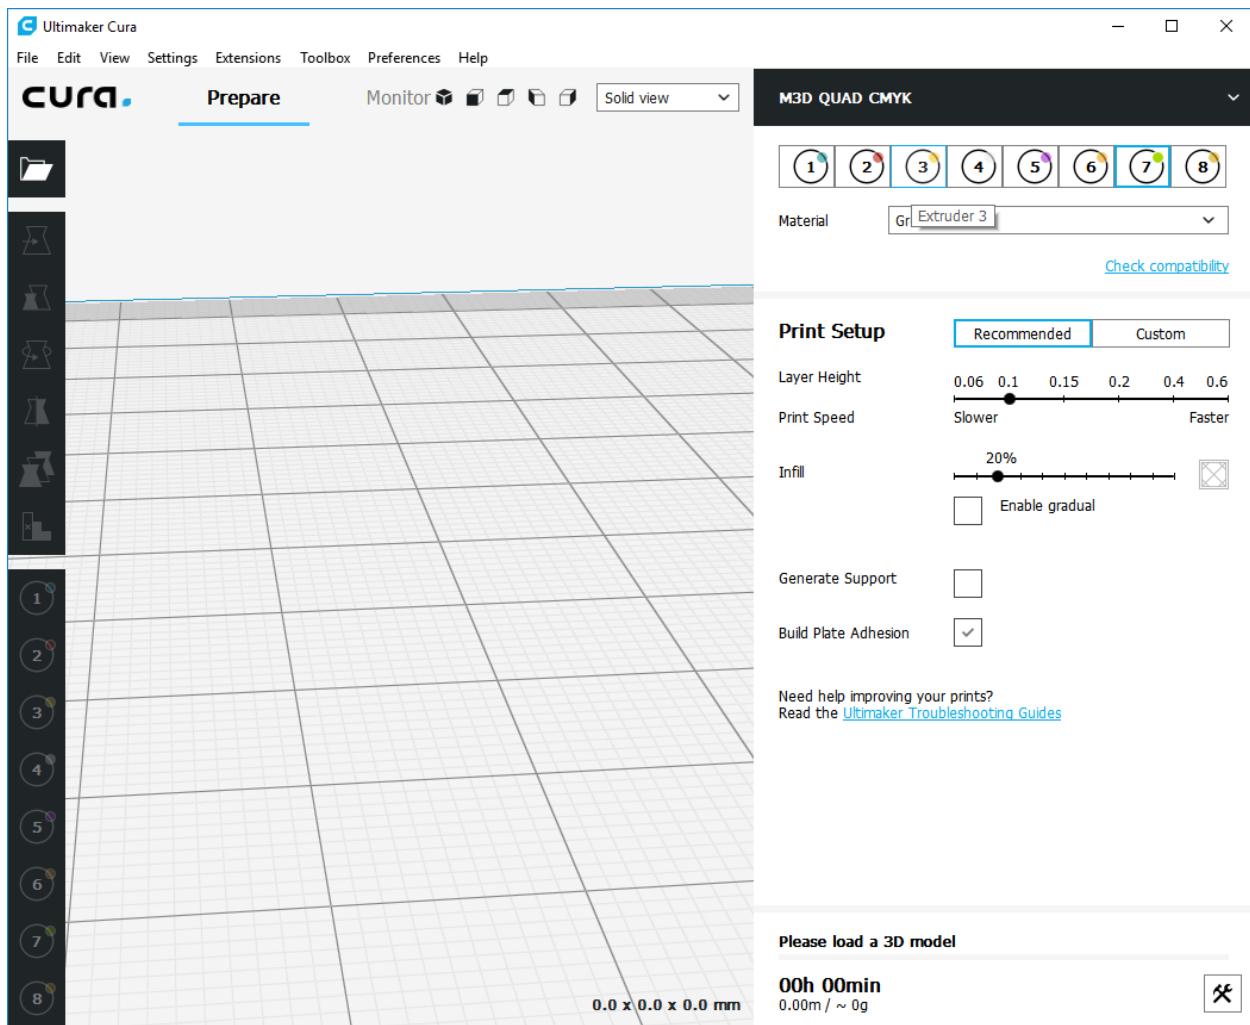 Ultimaker Cura
File Edit View Settings Extensions Toolbox Preferences Help
cura.
Prepare
Monitor
Solid view
M3D QUAD CMYK
1 2 3 4 5 6 7 8
Material
Gr
Extruder 3
Check compatibility
Print Setup
Recommended
Custom
Layer Height
0.06 0.1 0.15 0.2 0.4 0.6
Print Speed
Slower
Faster
20%
Infill
Enable gradual
Generate Support
Build Plate Adhesion
Need help improving your prints?
Read the Ultimaker Troubleshooting Guides
1
2
3
4
5
6
7
8
Please load a 3D model
00h 00min
0.00m / ~ 0g
0.0 x 0.0 x 0.0 mm